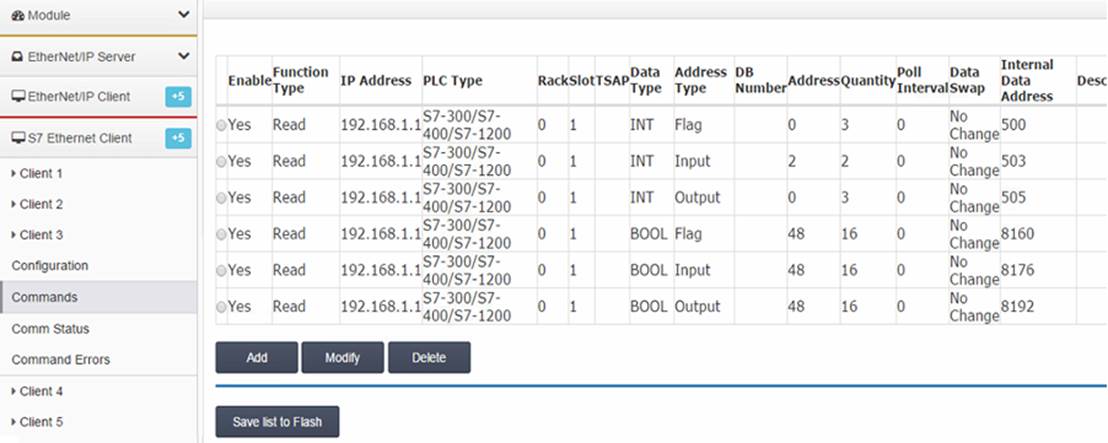 Module
EtherNet/IP Server
EtherNet/IP Client +5
S7 Ethernet Client +5
Client 1
Client 2
Client 3
Configuration
Commands
Comm Status
Command Errors
Client 4
Client 5
Enable Function Type IP Address PLC Type Rack Slot TSAP Data Type Address Type DB Number Address Quantity Poll Interval Data Swap Internal Data Address Desc
Yes Read 192.168.1.1 S7-300/S7-400/S7-1200 0 1 INT Flag 0 3 0 No Change 500
Yes Read 192.168.1.1 S7-300/S7-400/S7-1200 0 1 INT Input 2 2 0 No Change 503
Yes Read 192.168.1.1 S7-300/S7-400/S7-1200 0 1 INT Output 0 3 0 No Change 505
Yes Read 192.168.1.1 S7-300/S7-400/S7-1200 0 1 BOOL Flag 48 16 0 No Change 8160
Yes Read 192.168.1.1 S7-300/S7-400/S7-1200 0 1 BOOL Input 48 16 0 No Change 8176
Yes Read 192.168.1.1 S7-300/S7-400/S7-1200 0 1 BOOL Output 48 16 0 No Change 8192
Add Modify Delete
Save list to Flash